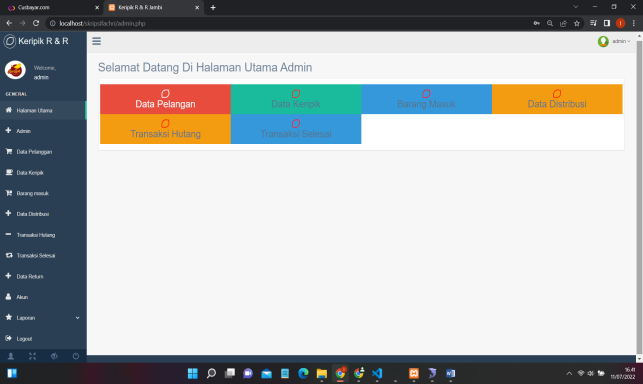 Cusbayar.com
Keripik R & R Jambi
localhost/skripsifachri/admin.php
Keripik R & R
Welcome,
admin
admin
GENERAL
Halaman Utama
Admin
Data Pelanggan
Data Keripik
Barang masuk
Data Distribusi
Transaksi Hutang
Transaksi Selesai
Data Return
Akun
Laporan
Logout
Selamat Datang Di Halaman Utama Admin
Data Pelangan
Data Keripik
Barang Masuk
Data Distribusi
Transaksi Hutang
Transaksi Selesai
16.41
11/07/2022